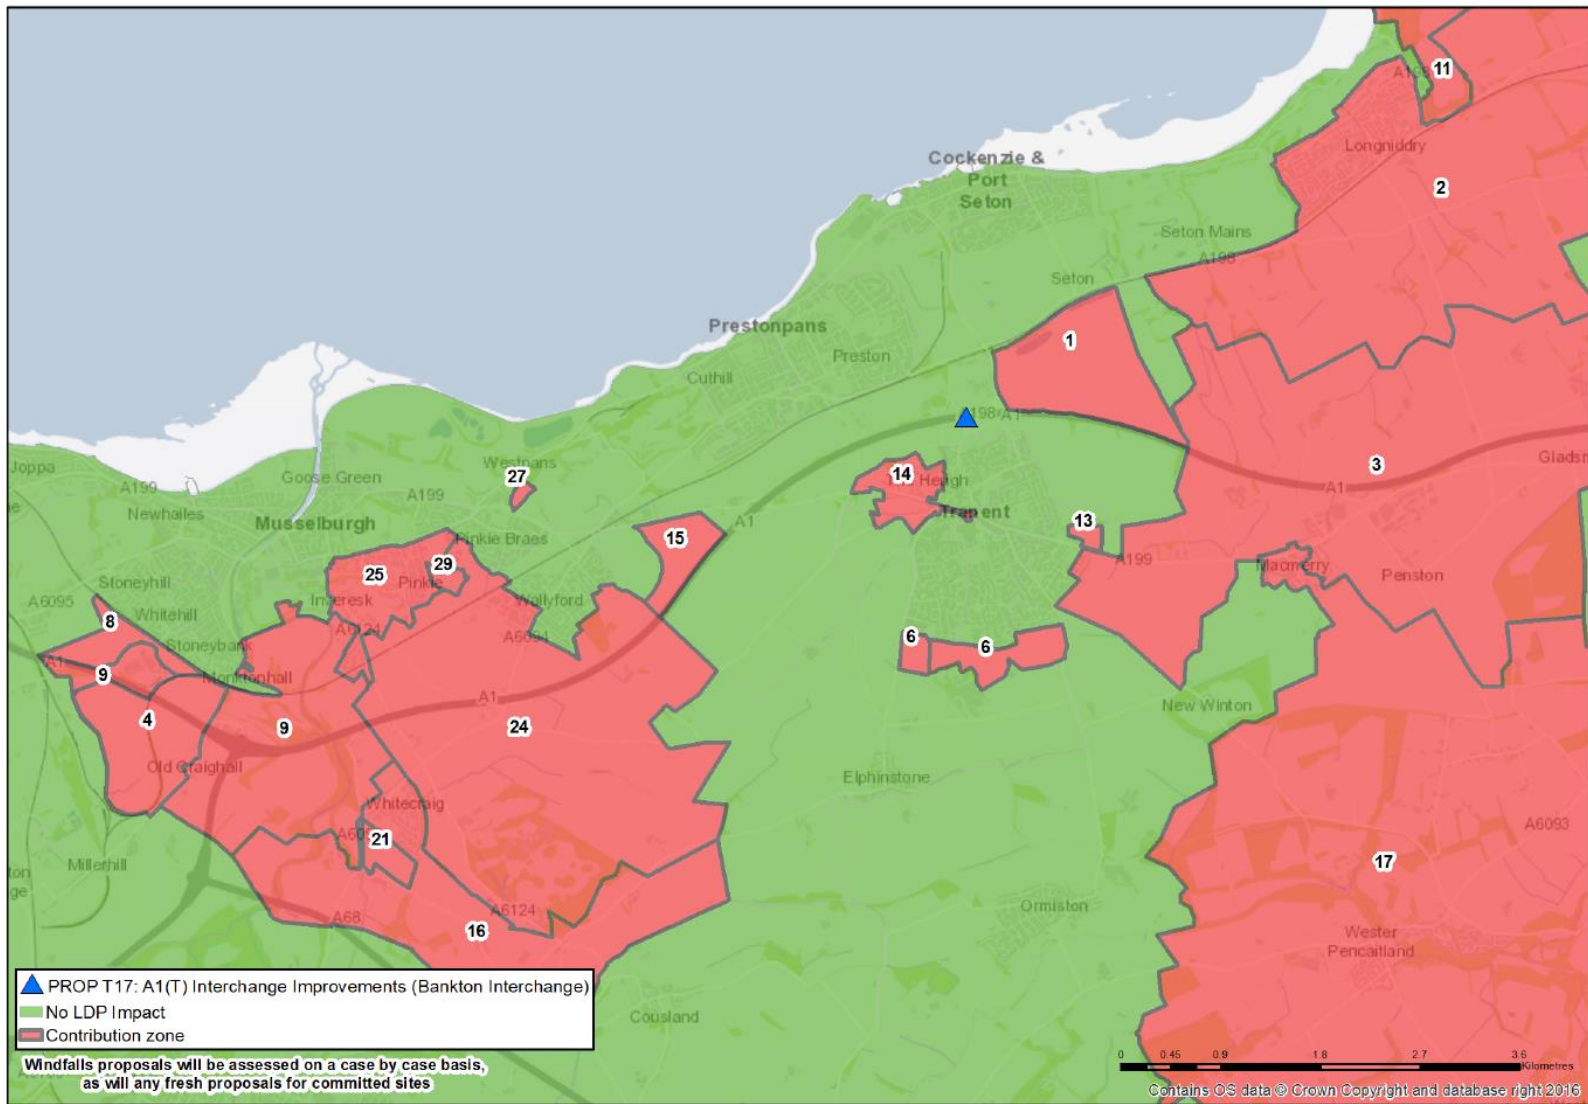 11
A198
Longniddry
2
Cockenzie &
Port
Seton
Seton Mains
A198
Seton
Prestonpans
Preston
1
Cuthill
A198
A1
3
Gladsm
A1
Westpans
27
14
Tranent
13
A199
Macmerry
Penston
Joppa
A199
Goose Green
Newhailes
A199
Musselburgh
Pinkie Braes
15
A1
Stoneyhill
25
Pinkie
29
A6095
Whitehill
Inveresk
Wallyford
8
A6124
A6094
Stoneybank
6
6
A1
9
Monktonhall
4
9
A1
24
New Winton
Old Craighall
Elphinstone
Whitecraig
21
A6093
Millerhill
17
Ormiston
A68
A6124
16
Wester
Pencaitland
Cousland
PROP T17: A1(T) Interchange Improvements (Bankton Interchange)
No LDP Impact
Contribution zone
Windfalls proposals will be assessed on a case by case basis,
as will any fresh proposals for committed sites
0 0.45 0.9 1.8 2.7 3.6
Kilometres
Contains OS data © Crown Copyright and database right 2016